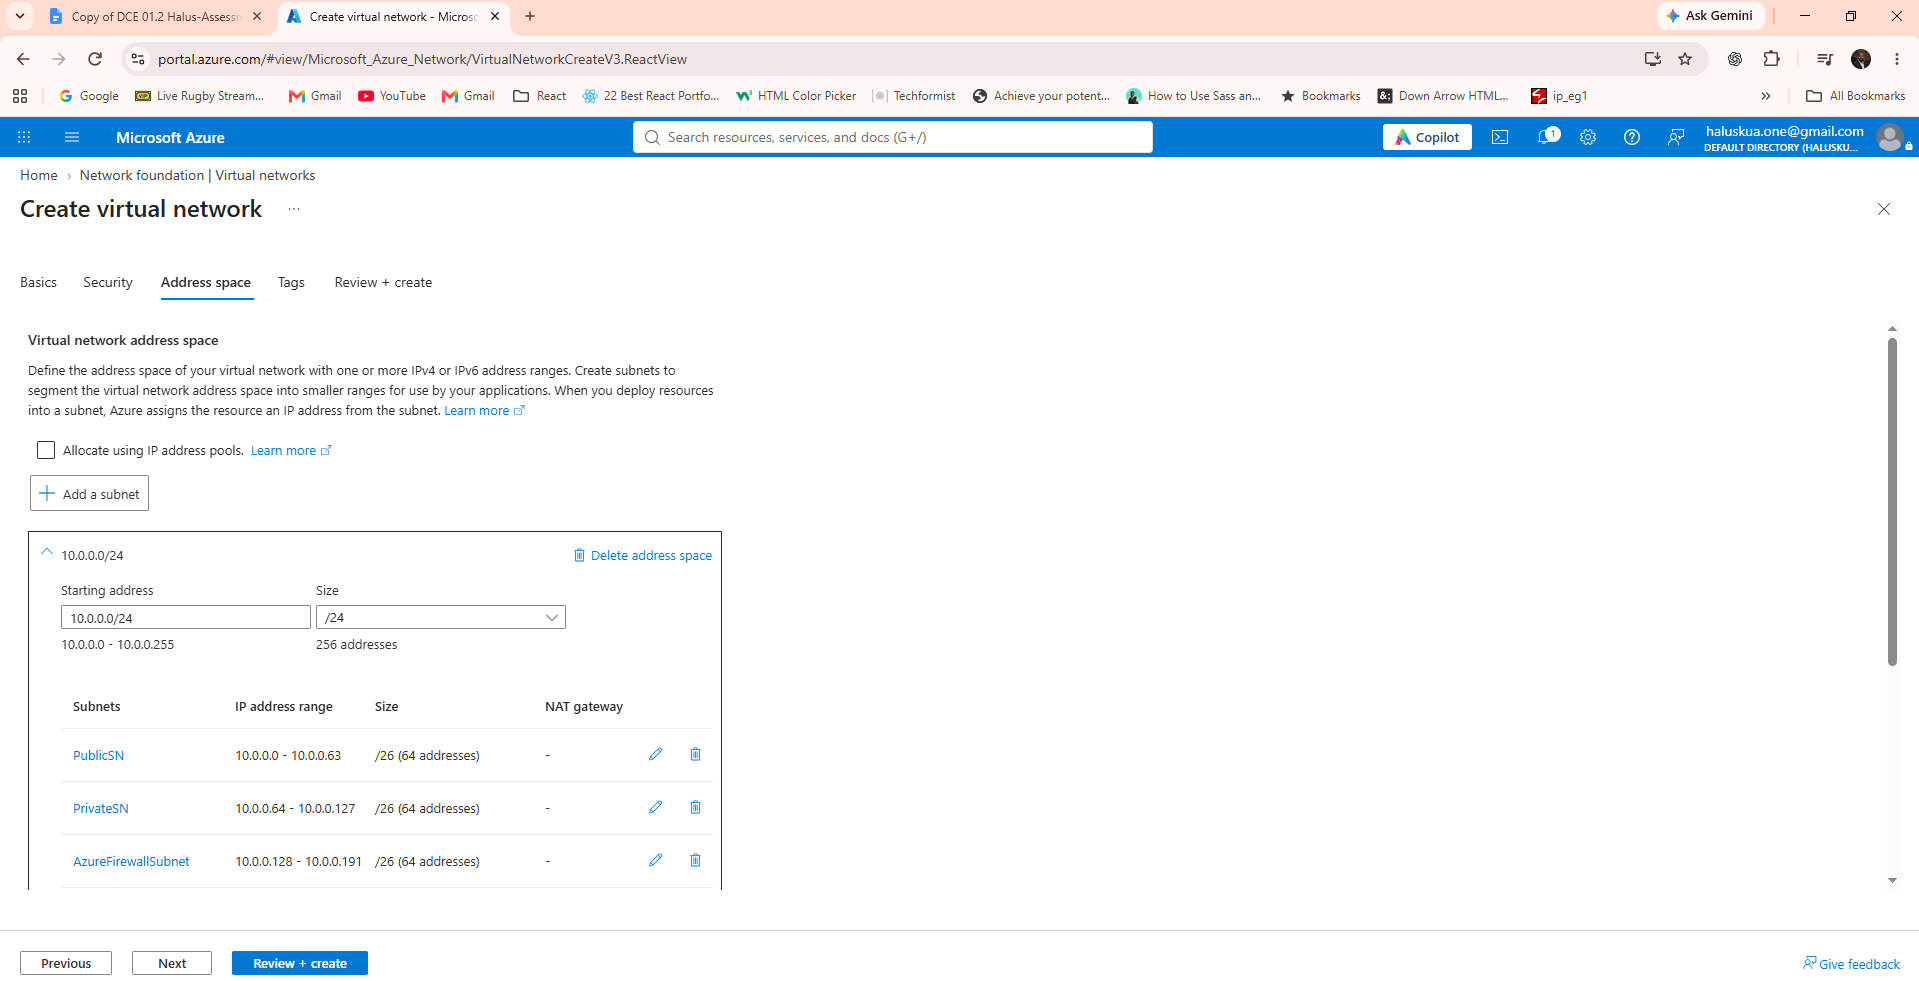 Copy of DCE 01.2 Halus-Assess
Create virtual network - Micros
Ask Gemini
portal.azure.com/#view/Microsoft_Azure_Network/VirtualNetworkCreateV3.ReactView
Google
Live Rugby Stream...
Gmail
YouTube
Gmail
React
22 Best React Portfo...
HTML Color Picker
Techformist
Achieve your potent...
How to Use Sass an...
Bookmarks
Down Arrow HTML...
ip_eg1
All Bookmarks
Microsoft Azure
Search resources, services, and docs (G+/)
Copilot
1
haluskua.one@gmail.com
DEFAULT DIRECTORY (HALUSKU...
Home > Network foundation | Virtual networks
Create virtual network ...
Basics
Security
Address space
Tags
Review + create
Virtual network address space
Define the address space of your virtual network with one or more IPv4 or IPv6 address ranges. Create subnets to
segment the virtual network address space into smaller ranges for use by your applications. When you deploy resources
into a subnet, Azure assigns the resource an IP address from the subnet. Learn more
Allocate using IP address pools. Learn more
Add a subnet
10.0.0.0/24
Delete address space
Starting address
Size
10.0.0.0/24
/24
10.0.0.0 - 10.0.0.255
256 addresses
Subnets IP address range Size NAT gateway
PublicSN 10.0.0.0 - 10.0.0.63 /26 (64 addresses) -
PrivateSN 10.0.0.64 - 10.0.0.127 /26 (64 addresses) -
AzureFirewallSubnet 10.0.0.128 - 10.0.0.191 /26 (64 addresses) -
Previous
Next
Review + create
Give feedback